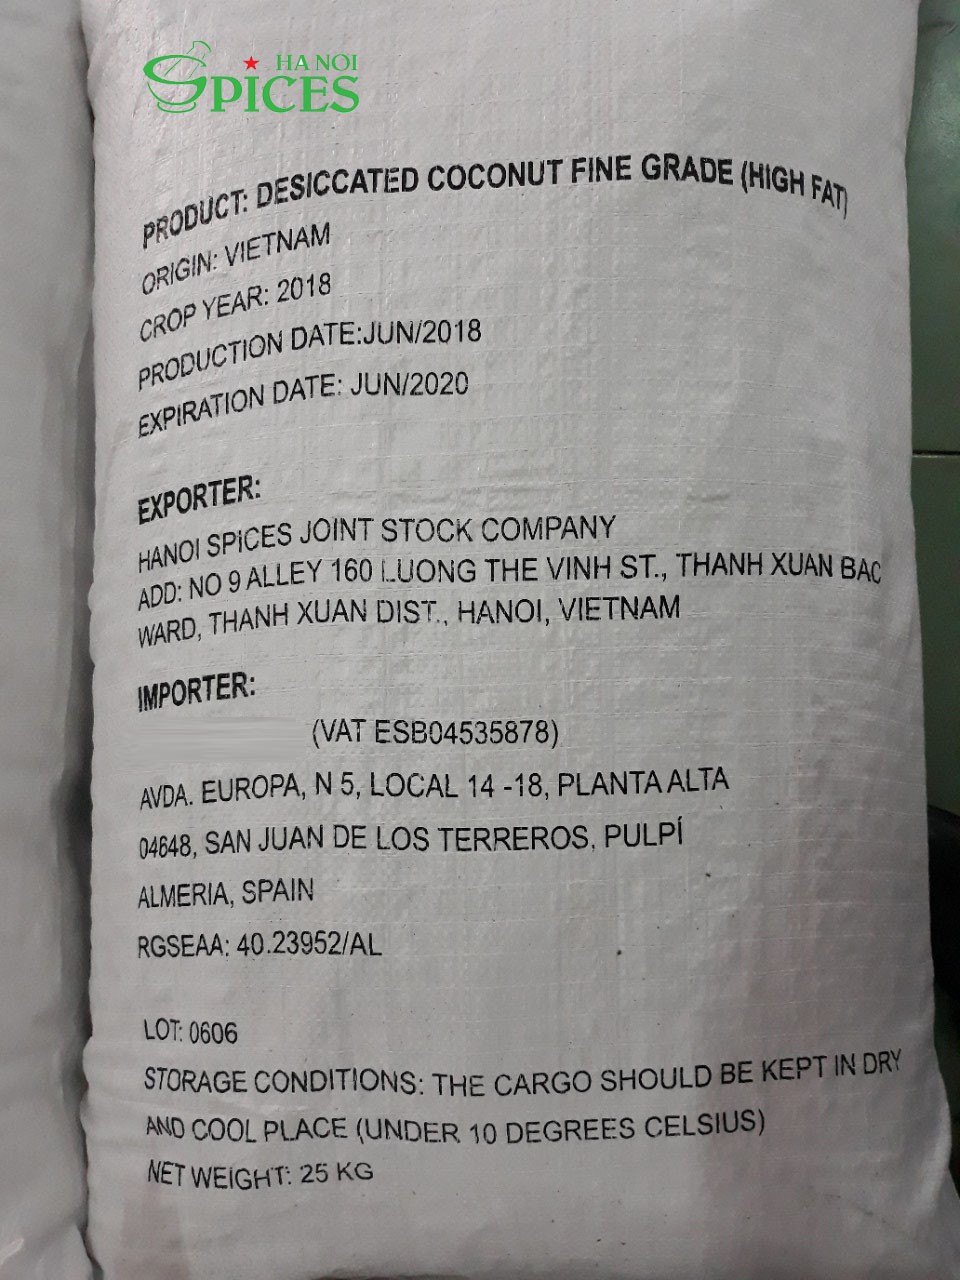 HA NOI
SPICES
PRODUCT: DESICCATED COCONUT FINE GRADE (HIGH FAT)
ORIGIN: VIETNAM
CROP YEAR: 2018
PRODUCTION DATE:JUN/2018
EXPIRATION DATE: JUN/2020
EXPORTER:
HANOI SPICES JOINT STOCK COMPANY
ADD: NO 9 ALLEY 160 LUONG THE VINH ST., THANH XUAN BAC
WARD, THANH XUAN DIST., HANOI, VIETNAM
IMPORTER:
(VAT ESB04535878)
AVDA. EUROPA, N 5, LOCAL 14 -18, PLANTA ALTA
04648, SAN JUAN DE LOS TERREROS, PULPÍ
ALMERIA, SPAIN
RGSEAA: 40.23952/AL
LOT: 0606
STORAGE CONDITIONS: THE CARGO SHOULD BE KEPT IN DRY
AND COOL PLACE (UNDER 10 DEGREES CELSIUS)
NET WEIGHT: 25 KG